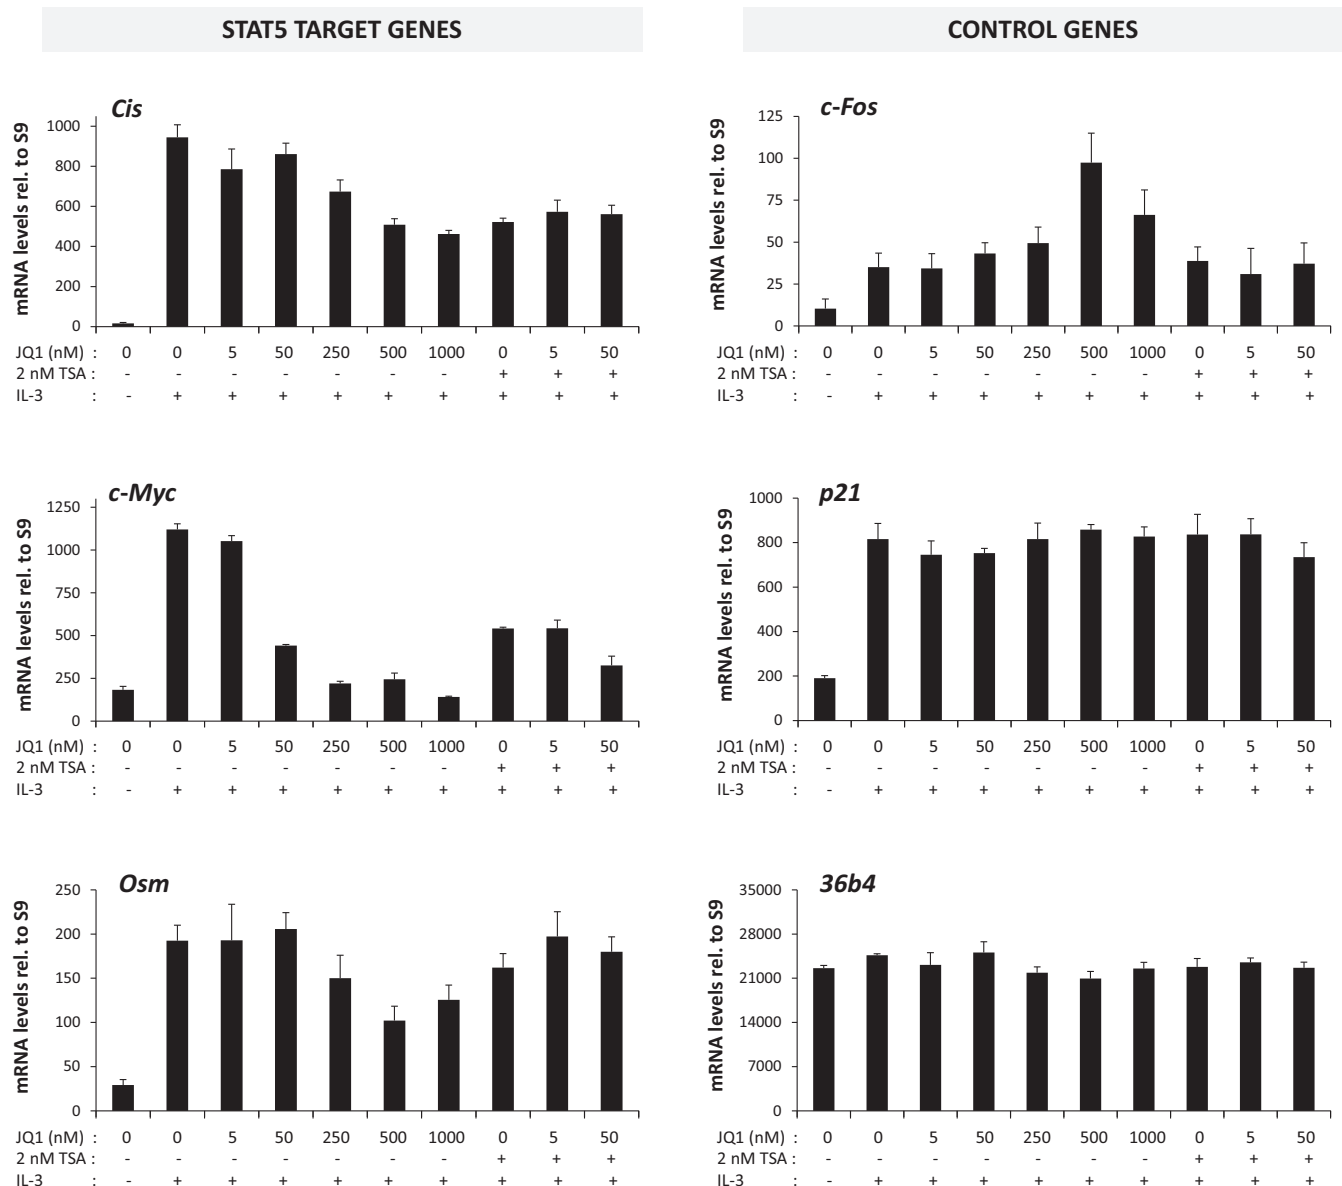 STAT5 TARGET GENES
CONTROL GENES
Cis
mRNA levels rel. to S9
1000
800
600
400
200
0
JQ1 (nM) : 0 0 5 50 250 500 1000 0 5 50
2 nM TSA : - - - - - - - + + +
IL-3 : - + + + + + + + + +
c-Fos
mRNA levels rel. to S9
125
100
75
50
25
0
JQ1 (nM) : 0 0 5 50 250 500 1000 0 5 50
2 nM TSA : - - - - - - - + + +
IL-3 : - + + + + + + + + +
c-Myc
mRNA levels rel. to S9
1250
1000
750
500
250
0
JQ1 (nM) : 0 0 5 50 250 500 1000 0 5 50
2 nM TSA : - - - - - - - + + +
IL-3 : - + + + + + + + + +
p21
mRNA levels rel. to S9
1000
800
600
400
200
0
JQ1 (nM) : 0 0 5 50 250 500 1000 0 5 50
2 nM TSA : - - - - - - - + + +
IL-3 : - + + + + + + + + +
Osm
mRNA levels rel. to S9
250
200
150
100
50
0
JQ1 (nM) : 0 0 5 50 250 500 1000 0 5 50
2 nM TSA : - - - - - - - + + +
IL-3 : - + + + + + + + + +
36b4
mRNA levels rel. to S9
35000
28000
21000
14000
7000
0
JQ1 (nM) : 0 0 5 50 250 500 1000 0 5 50
2 nM TSA : - - - - - - - + + +
IL-3 : - + + + + + + + + +